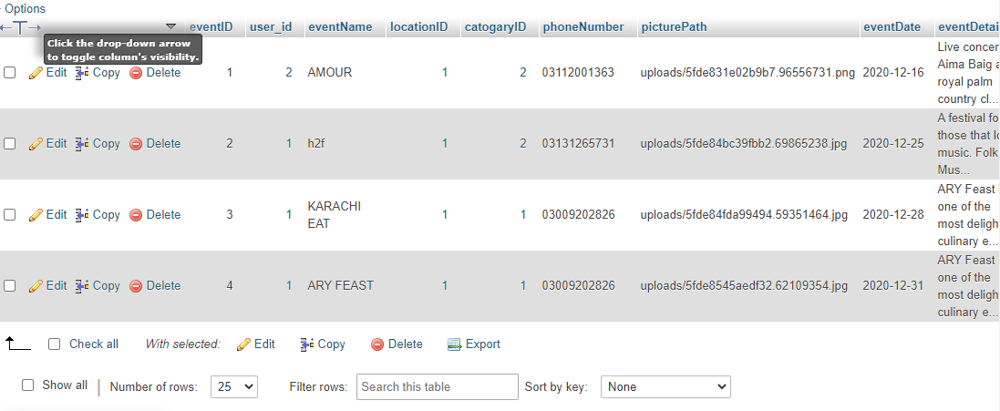 Options
eventID user_id eventName locationID catogaryID phoneNumber picturePath eventDate eventDetai
Click the drop-down arrow
to toggle column's visibility.
Edit Copy Delete 1 2 AMOUR 1 2 03112001363 uploads/5fde831e02b9b7.96556731.png 2020-12-16
Live concer
Aima Baig a
royal palm
country cl...
Edit Copy Delete 2 1 h2f 1 2 03131265731 uploads/5fde84bc39fbb2.69865238.jpg 2020-12-25
A festival fo
those that lo
music. Folk
Mus...
Edit Copy Delete 3 1 KARACHI EAT 1 1 03009202826 uploads/5fde84fda99494.59351464.jpg 2020-12-28
ARY Feast
one of the
most deligh
culinary e...
Edit Copy Delete 4 1 ARY FEAST 1 1 03009202826 uploads/5fde8545aedf32.62109354.jpg 2020-12-31
ARY Feast
one of the
most deligh
culinary e...
Check all With selected: Edit Copy Delete Export
Show all Number of rows: 25 Filter rows: Search this table Sort by key: None